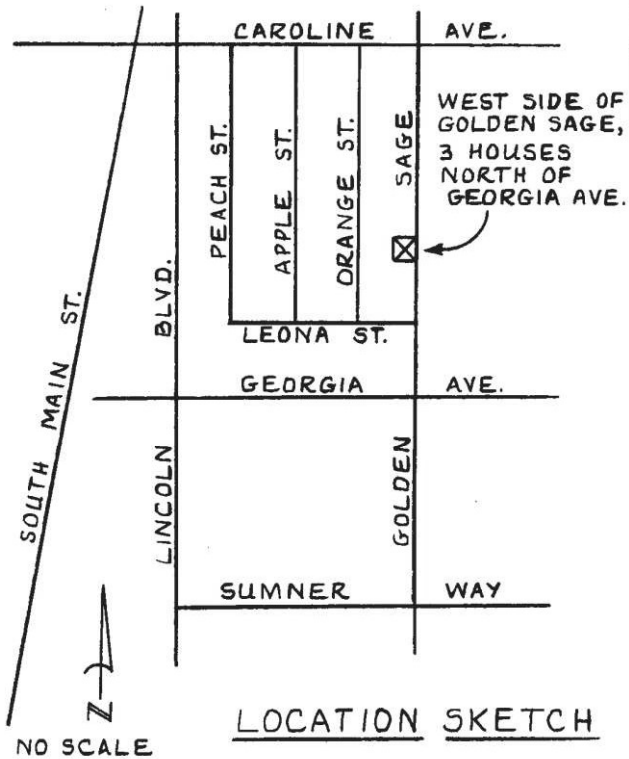 CAROLINE AVE.
WEST SIDE OF
GOLDEN SAGE,
3 HOUSES
NORTH OF
GEORGIA AVE.
PEACH ST.
APPLE ST.
ORANGE ST.
SAGE
LEONA ST.
BLVD.
SOUTH MAIN ST.
GEORGIA AVE.
LINCOLN
GOLDEN
SUMNER WAY
N
NO SCALE
LOCATION SKETCH